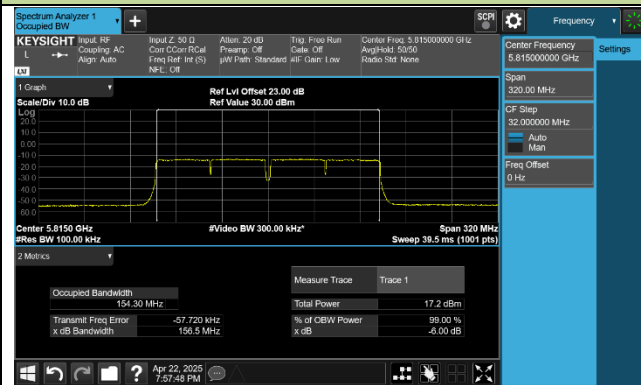 Spectrum Analyzer 1
Occupied BW
SCPI
Frequency
KEYSIGHT
Input: RF
Coupling: AC
Align: Auto
Input Z: 50 Ω
Corr CCorr RCal
Freq Ref: Int (S)
NFE: Off
Atten: 20 dB
Preamp: Off
µW Path: Standard
Trig: Free Run
Gate: Off
#IF Gain: Low
Center Freq: 5.815000000 GHz
Avg|Hold: 50/50
Radio Std: None
L
LXI
Center Frequency
5.815000000 GHz
Settings
Span
320.00 MHz
CF Step
32.000000 MHz
Auto
Man
Freq Offset
0 Hz
1 Graph
Scale/Div 10.0 dB
Ref Lvl Offset 23.00 dB
Ref Value 30.00 dBm
Log
20.0
10.0
0.00
-10.0
-20.0
-30.0
-40.0
-50.0
-60.0
Center 5.8150 GHz
#Res BW 100.00 kHz
#Video BW 300.00 kHz*
Span 320 MHz
Sweep 39.5 ms (1001 pts)
2 Metrics
Measure Trace Trace 1
Occupied Bandwidth
154.30 MHz
Total Power 17.2 dBm
Transmit Freq Error -57.720 kHz
% of OBW Power 99.00 %
x dB Bandwidth 156.5 MHz
x dB -6.00 dB
Apr 22, 2025
7:57:48 PM